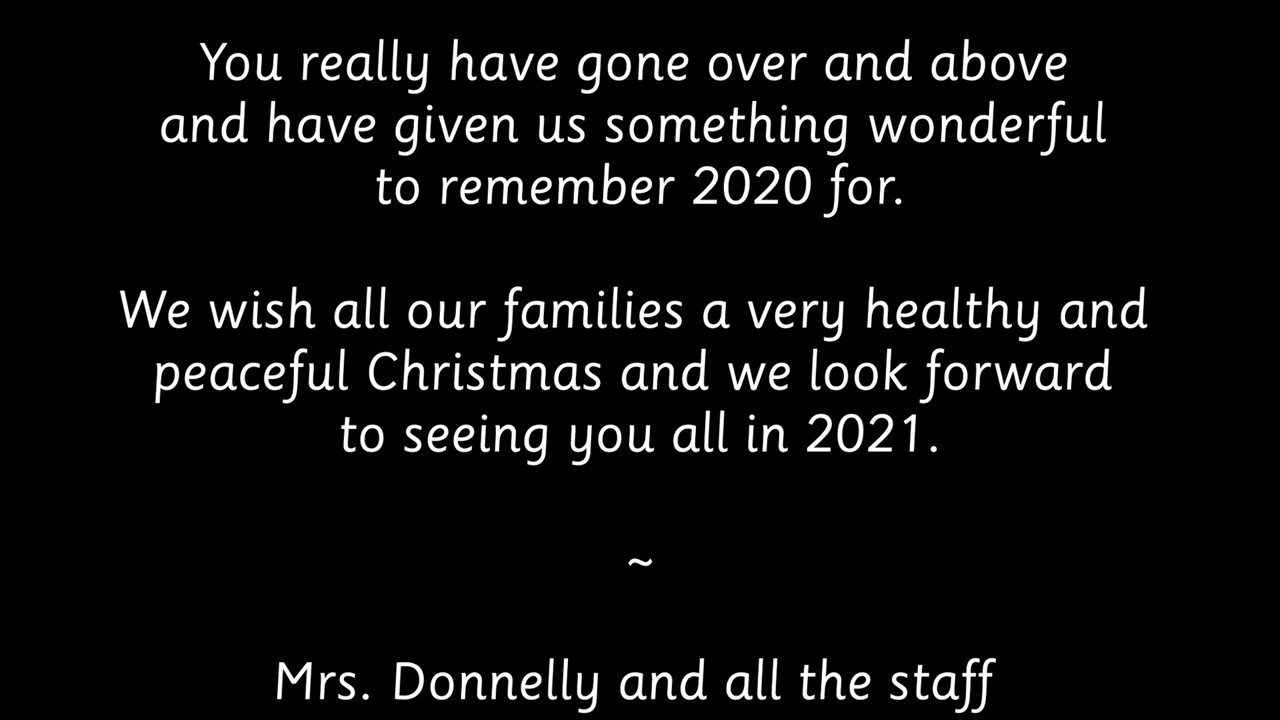 You really have gone over and above
and have given us something wonderful
to remember 2020 for.
We wish all our families a very healthy and
peaceful Christmas and we look forward
to seeing you all in 2021.
~
Mrs. Donnelly and all the staff